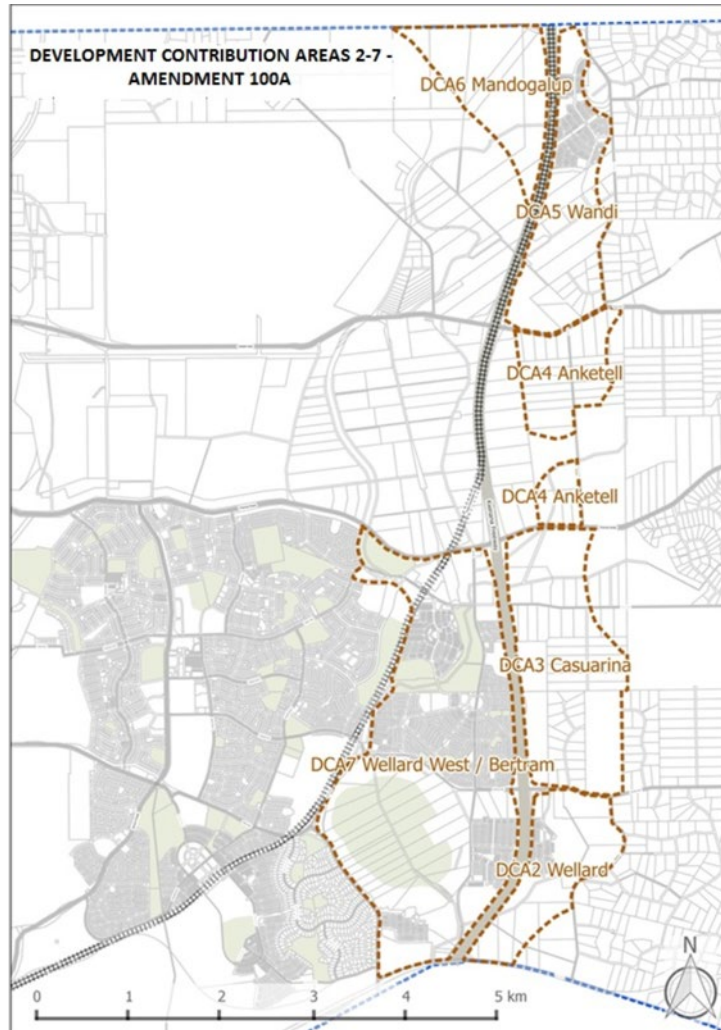 DEVELOPMENT CONTRIBUTION AREAS 2-7 -
AMENDMENT 100A
DCA6 Mandogalup
DCA5 Wandi
DCA4 Anketell
DCA4 Anketell
DCA3 Casuarina
DCA7 Wellard West / Bertram
DCA2 Wellard
N
0 1 2 3 4 5 km